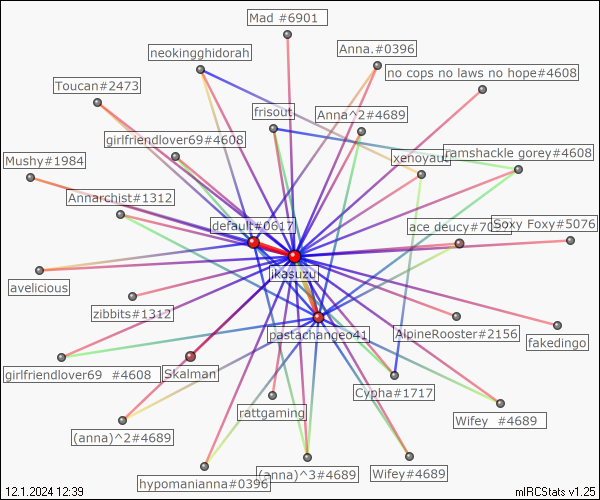 Mad #6901
neokingghidorah
Anna.#0396
no cops no laws no hope#4608
Toucan#2473
frisout
Anna^2#4689
girlfriendlover69#4608
xenoyaut
ramshackle gorey#4608
Mushy#1984
Annarchist#1312
default#0617
ace deucy
Soxy Foxy#5076
jikasuzu
avelicious
zibbits#1312
pastachangeo41
AlpineRooster#2156
fakedingo
girlfriendlover69 #4608
Skalman
Cypha#1717
rattgaming
Wifey #4689
(anna)^2#4689
(anna)^3#4689
Wifey#4689
hypomanianna#0396
12.1.2024 12:39
mIRCStats v1.25